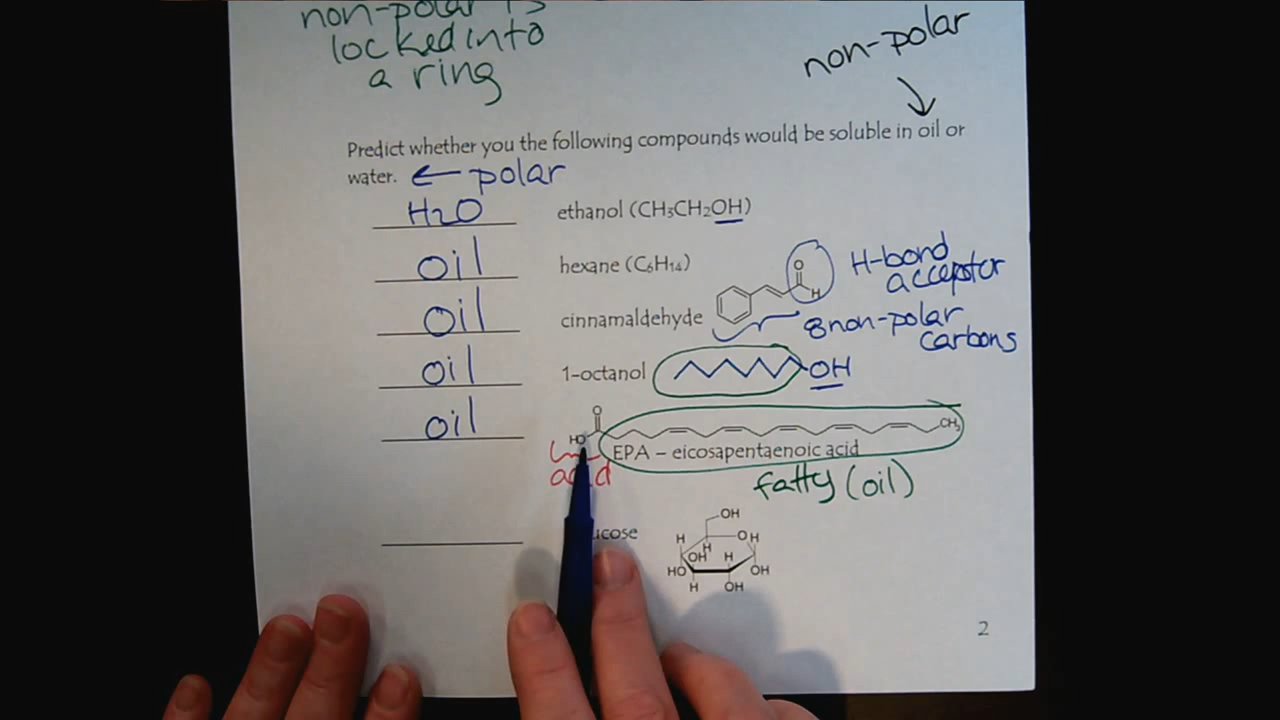 non-polar is
locked into
a ring
non-polar
Predict whether you the following compounds would be soluble in oil or
water. ← polar
H2O ethanol (CH₃CH₂OH)
oil hexane (C₆H₁₄)
O
H
H-bond
acceptor
oil cinnamaldehyde
8 non-polar
carbons
oil 1-octanol OH
O
oil HO CH₃
EPA – eicosapentaenoic acid
acid
fatty (oil)
OH
ucose
H O H
H
OH H
HO OH
H OH
2